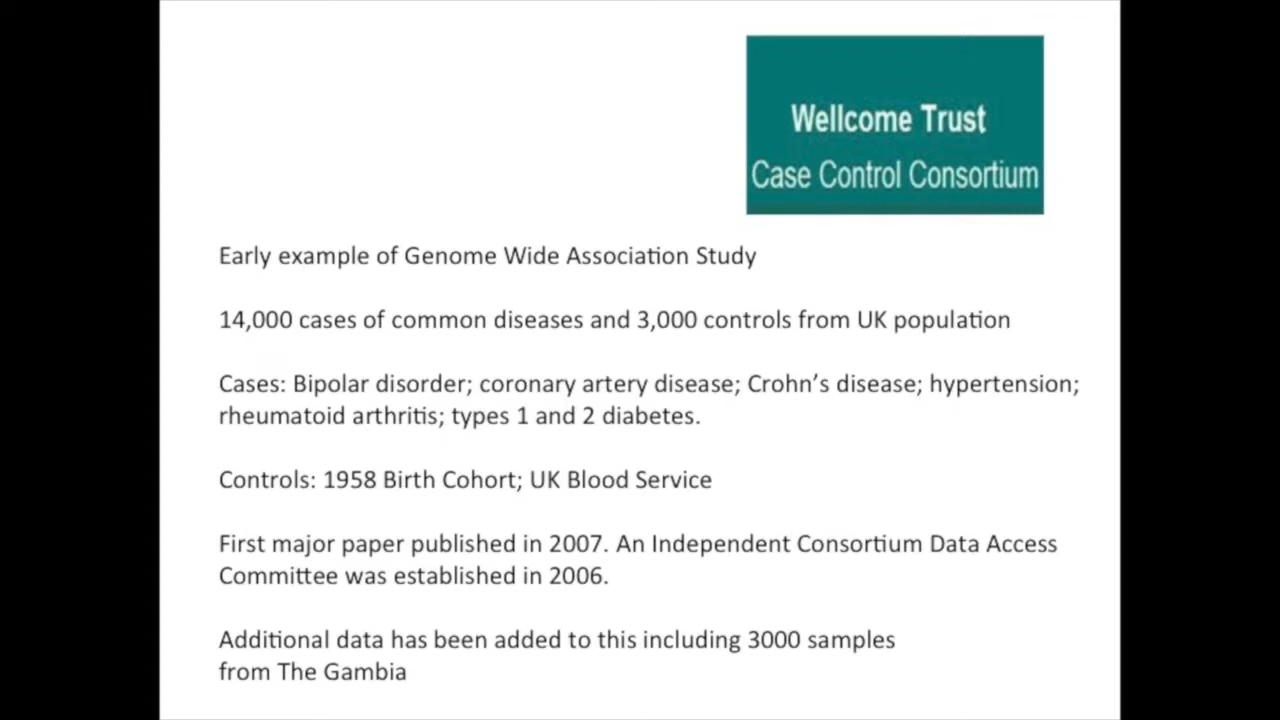 Wellcome Trust
Case Control Consortium
Early example of Genome Wide Association Study
14,000 cases of common diseases and 3,000 controls from UK population
Cases: Bipolar disorder; coronary artery disease; Crohn’s disease; hypertension;
rheumatoid arthritis; types 1 and 2 diabetes.
Controls: 1958 Birth Cohort; UK Blood Service
First major paper published in 2007. An Independent Consortium Data Access
Committee was established in 2006.
Additional data has been added to this including 3000 samples
from The Gambia